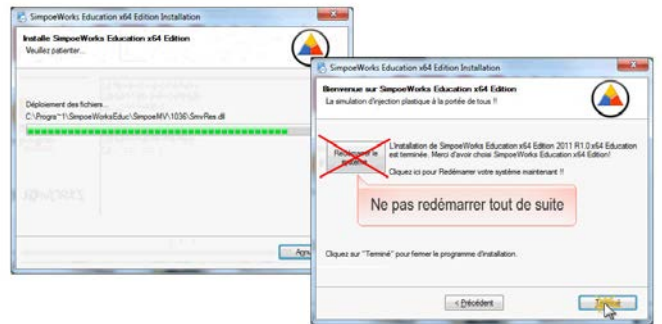 SimpoeWorks Education x64 Edition Installation
Installe SimpoeWorks Education x64 Edition
Veuillez patienter...
Déploiement des fichiers...
C:\Progra~1\SimpoeWorksEduc\SimpoeMV\1036\SmvRes.dll
SimpoeWorks Education x64 Edition Installation
Bienvenue sur SimpoeWorks Education x64 Edition
La simulation d'injection plastique à la portée de tous !!
Redémarrer le
système
L'installation de SimpoeWorks Education x64 Edition 2011 R1.0 x64 Education
est terminée. Merci d'avoir choisi SimpoeWorks Education x64 Edition!
Cliquez ici pour Redémarrer votre système maintenant !!
Ne pas redémarrer tout de suite
Cliquez sur "Terminé" pour fermer le programme d'installation.
< Précédent
Terminé